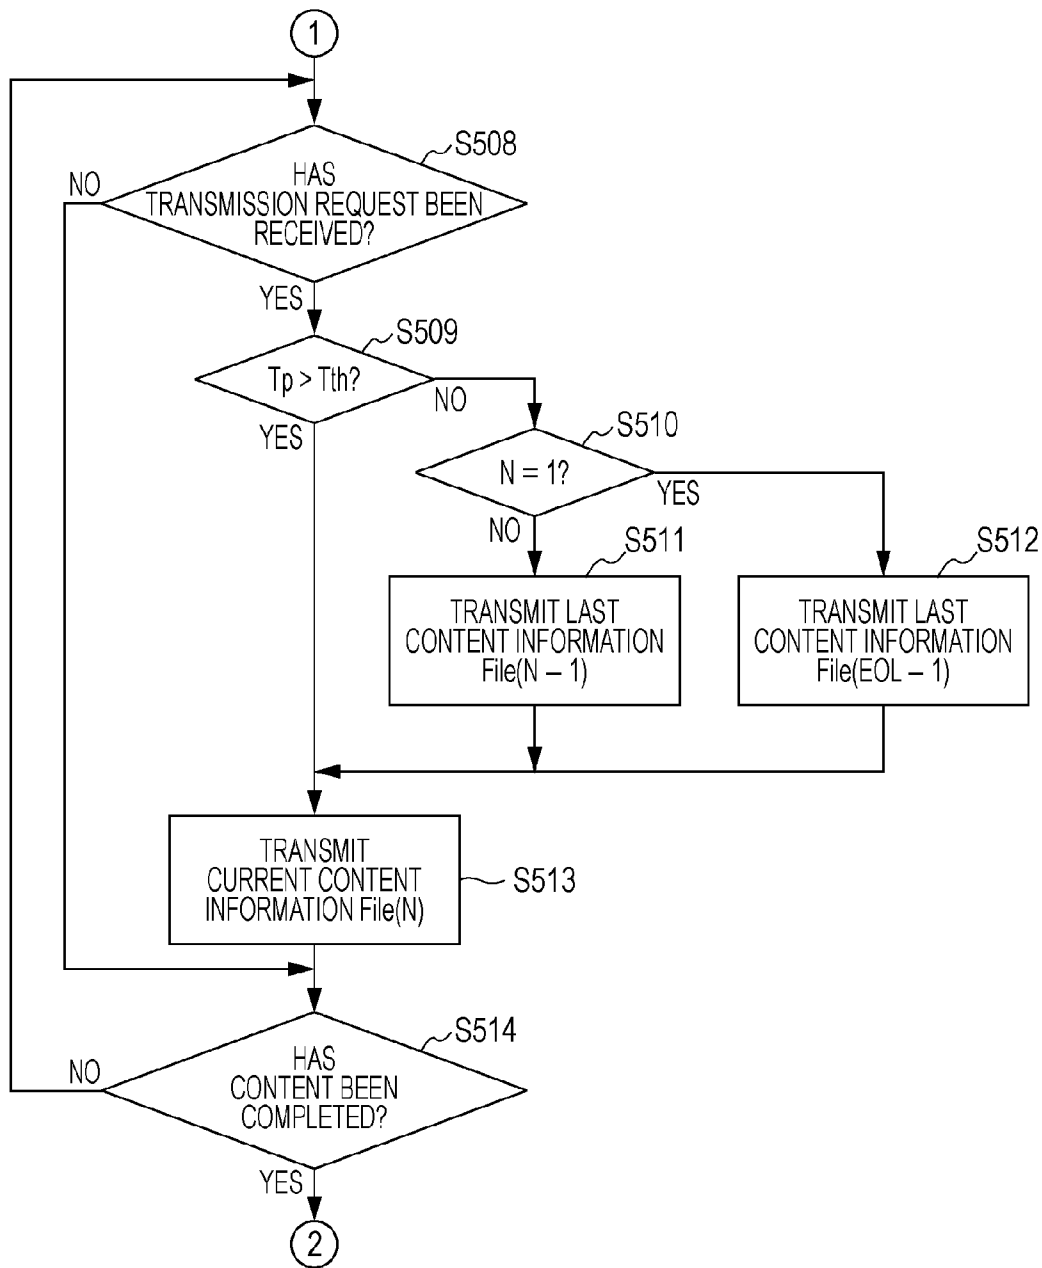 1
S508
HAS
TRANSMISSION REQUEST BEEN
RECEIVED?
NO
YES
S509
Tp > Tth?
NO
YES
S510
N = 1?
YES
NO
S511
TRANSMIT LAST
CONTENT INFORMATION
File(N – 1)
S512
TRANSMIT LAST
CONTENT INFORMATION
File(EOL – 1)
TRANSMIT
CURRENT CONTENT
INFORMATION File(N)
S513
S514
HAS
CONTENT BEEN
COMPLETED?
NO
YES
2